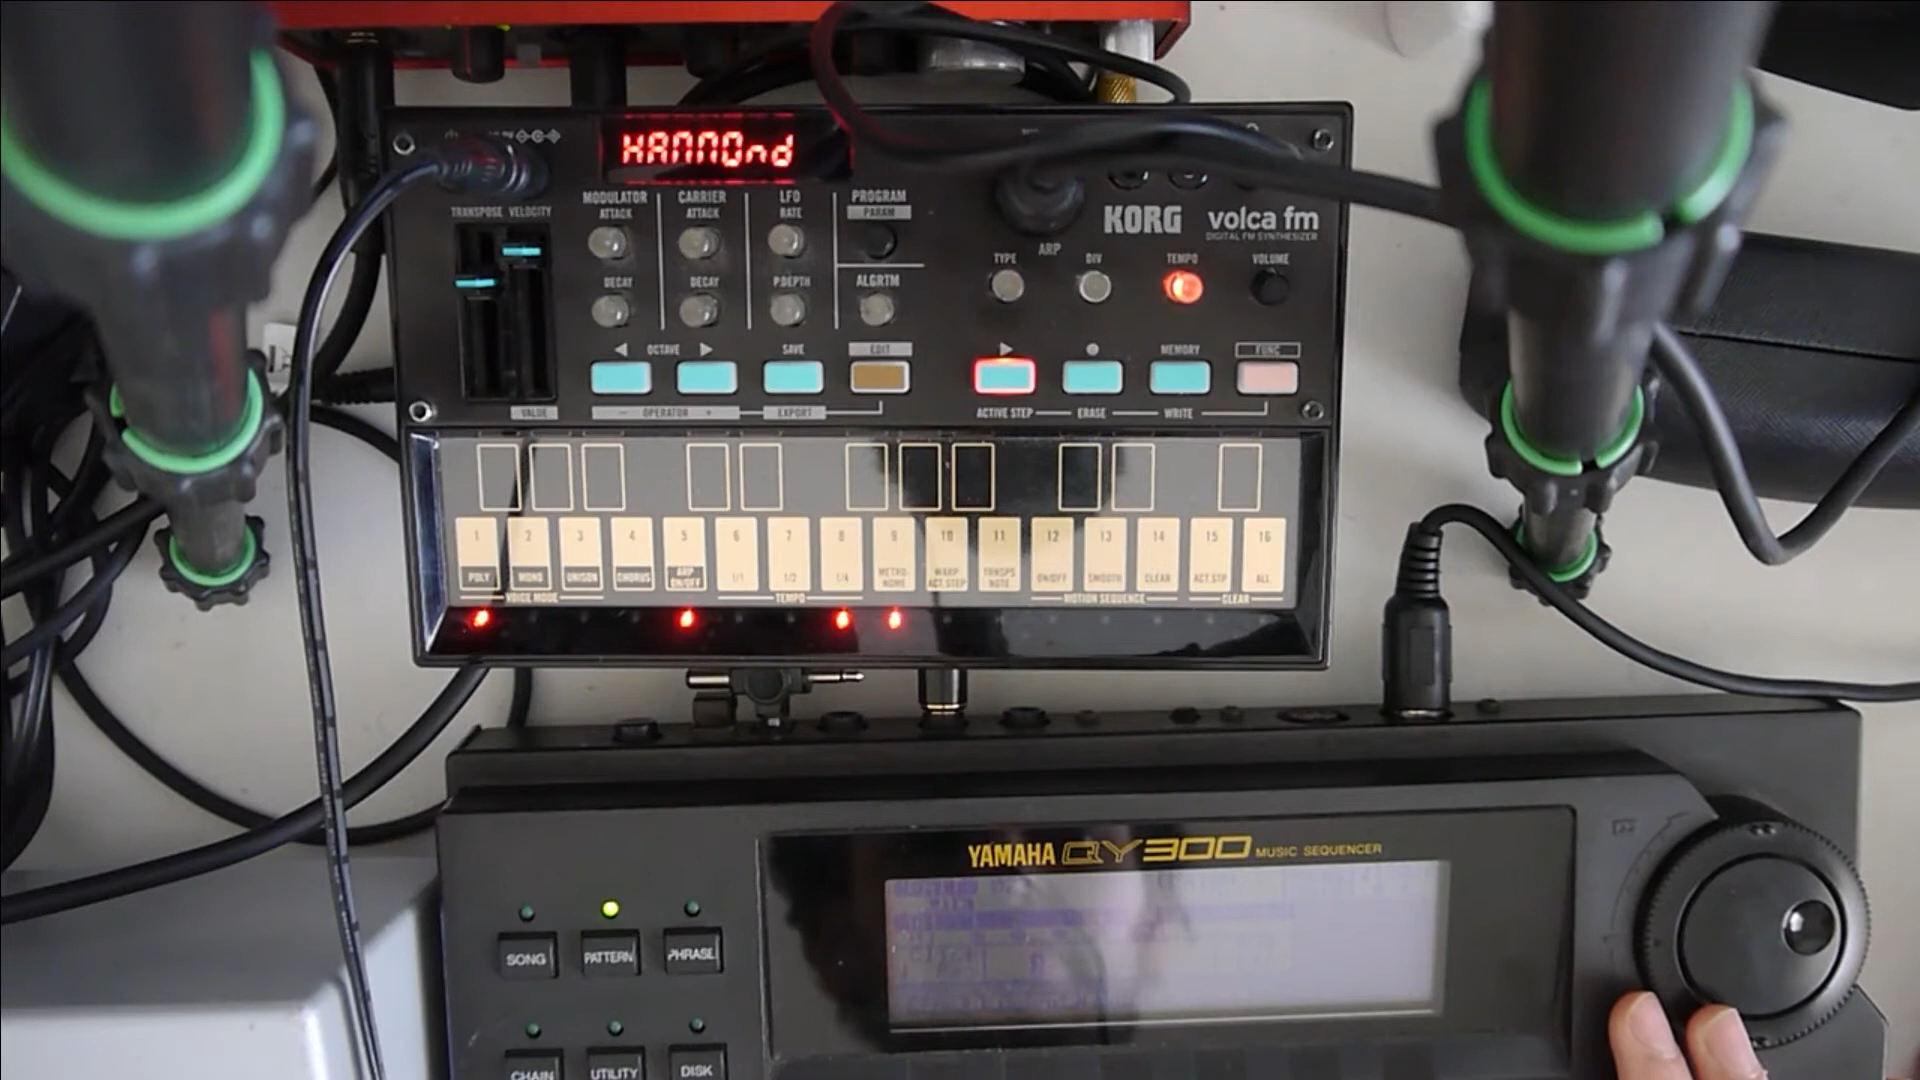 HAMMOnd
MODULATOR CARRIER LFO PROGRAM
ATTACK ATTACK RATE PARAM
TRANSPOSE VELOCITY
KORG volca fm
DIGITAL FM SYNTHESIZER
ARP
TYPE DIV TEMPO VOLUME
DECAY DECAY P.DEPTH ALGRTM
OCTAVE SAVE EDIT MEMORY FUNC
VALUE - OPERATOR + EXPORT ACTIVE STEP ERASE WRITE
1 2 3 4 5 6 7 8 9 10 11 12 13 14 15 16
POLY MONO UNISON CHORUS ARP ON/OFF 1/1 1/2 1/4 METRO-NOME WARP ACT.STEP TRNSPS NOTE ON/OFF SMOOTH CLEAR ACT.STP ALL
VOICE MODE TEMPO MOTION SEQUENCE CLEAR
YAMAHA QY300 MUSIC SEQUENCER
SONG PATTERN PHRASE
CHAIN UTILITY DISK